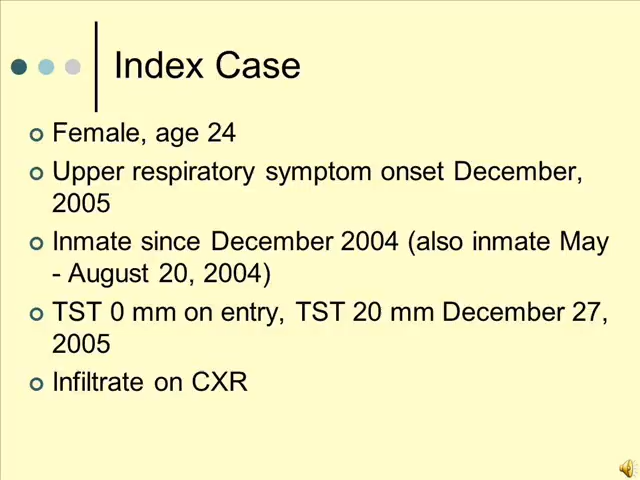 Index Case
Female, age 24
Upper respiratory symptom onset December,
2005
Inmate since December 2004 (also inmate May
- August 20, 2004)
TST 0 mm on entry, TST 20 mm December 27,
2005
Infiltrate on CXR